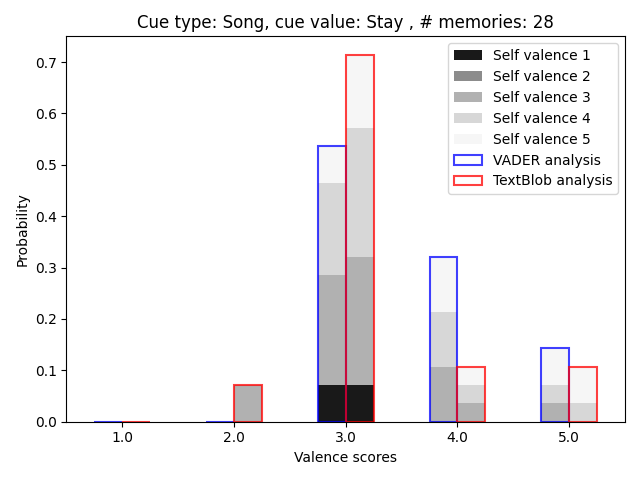 Cue type: Song, cue value: Stay , # memories: 28
Probability
0.7
0.6
0.5
0.4
0.3
0.2
0.1
0.0
Self valence 1
Self valence 2
Self valence 3
Self valence 4
Self valence 5
VADER analysis
TextBlob analysis
1.0 2.0 3.0 4.0 5.0
Valence scores